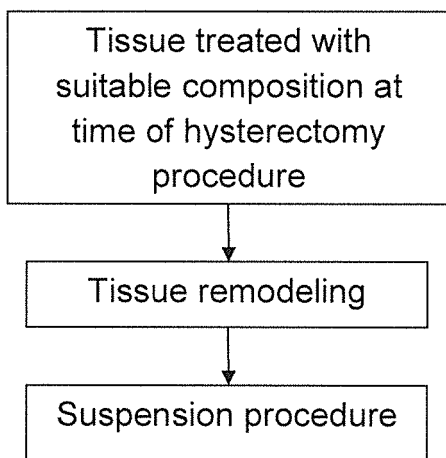 Tissue treated with
suitable composition at
time of hysterectomy
procedure
Tissue remodeling
Suspension procedure